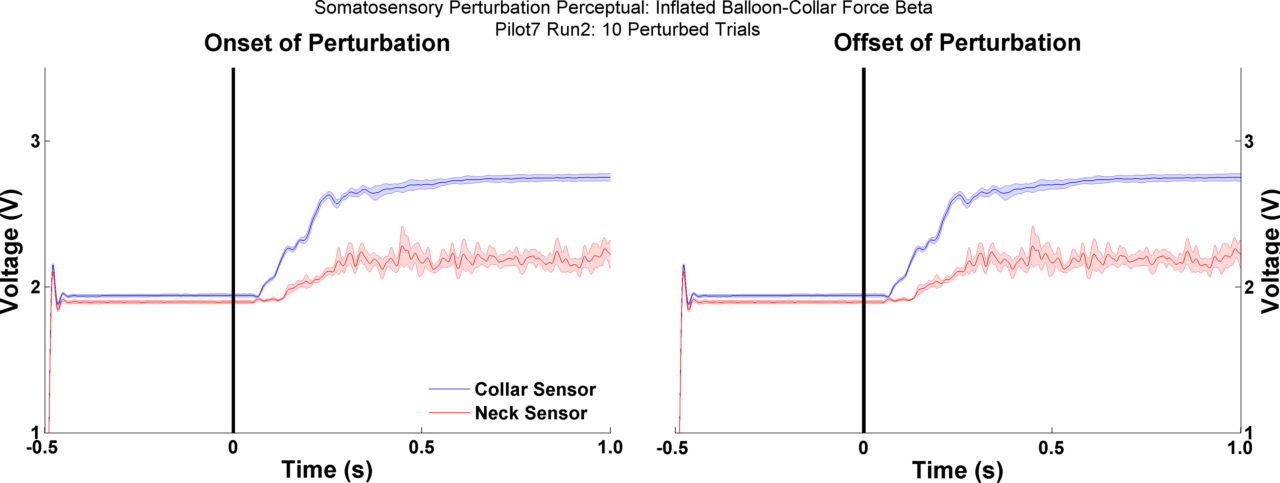 Somatosensory Perturbation Perceptual: Inflated Balloon-Collar Force Beta
Pilot7 Run2: 10 Perturbed Trials
Onset of Perturbation
Voltage (V)
3
2
1
-0.5
0
0.5
1.0
Time (s)
Collar Sensor
Neck Sensor
Offset of Perturbation
3
2
1
Voltage (V)
-0.5
0
0.5
1.0
Time (s)